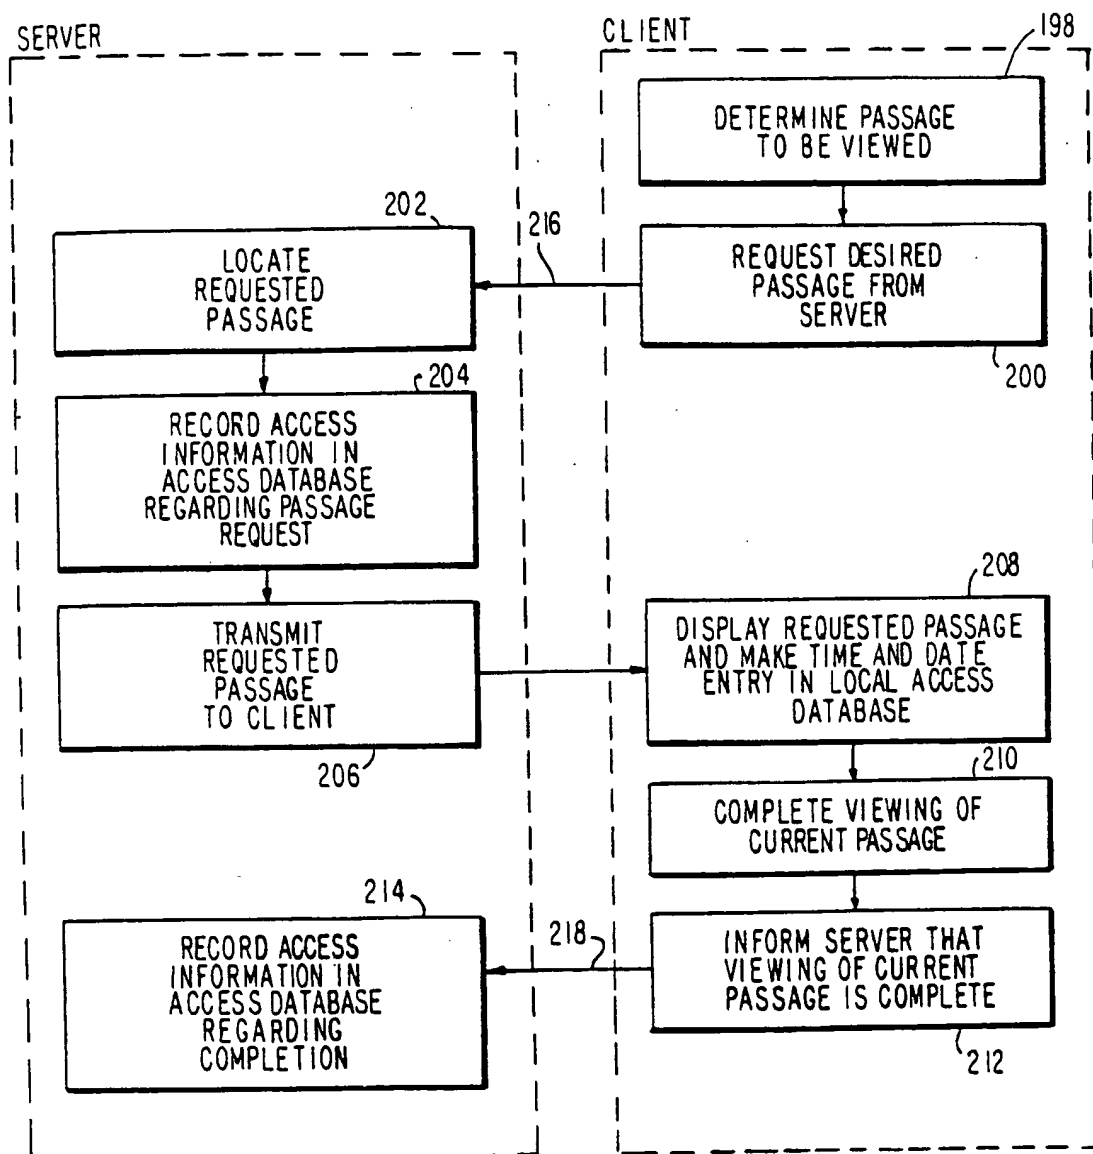 SERVER
CLIENT
198
DETERMINE PASSAGE
TO BE VIEWED
202
216
LOCATE
REQUESTED
PASSAGE
REQUEST DESIRED
PASSAGE FROM
SERVER
200
204
RECORD ACCESS
INFORMATION IN
ACCESS DATABASE
REGARDING PASSAGE
REQUEST
208
TRANSMIT
REQUESTED
PASSAGE
TO CLIENT
206
DISPLAY REQUESTED PASSAGE
AND MAKE TIME AND DATE
ENTRY IN LOCAL ACCESS
DATABASE
210
COMPLETE VIEWING OF
CURRENT PASSAGE
214
218
RECORD ACCESS
INFORMATION IN
ACCESS DATABASE
REGARDING
COMPLETION
INFORM SERVER THAT
VIEWING OF CURRENT
PASSAGE IS COMPLETE
212